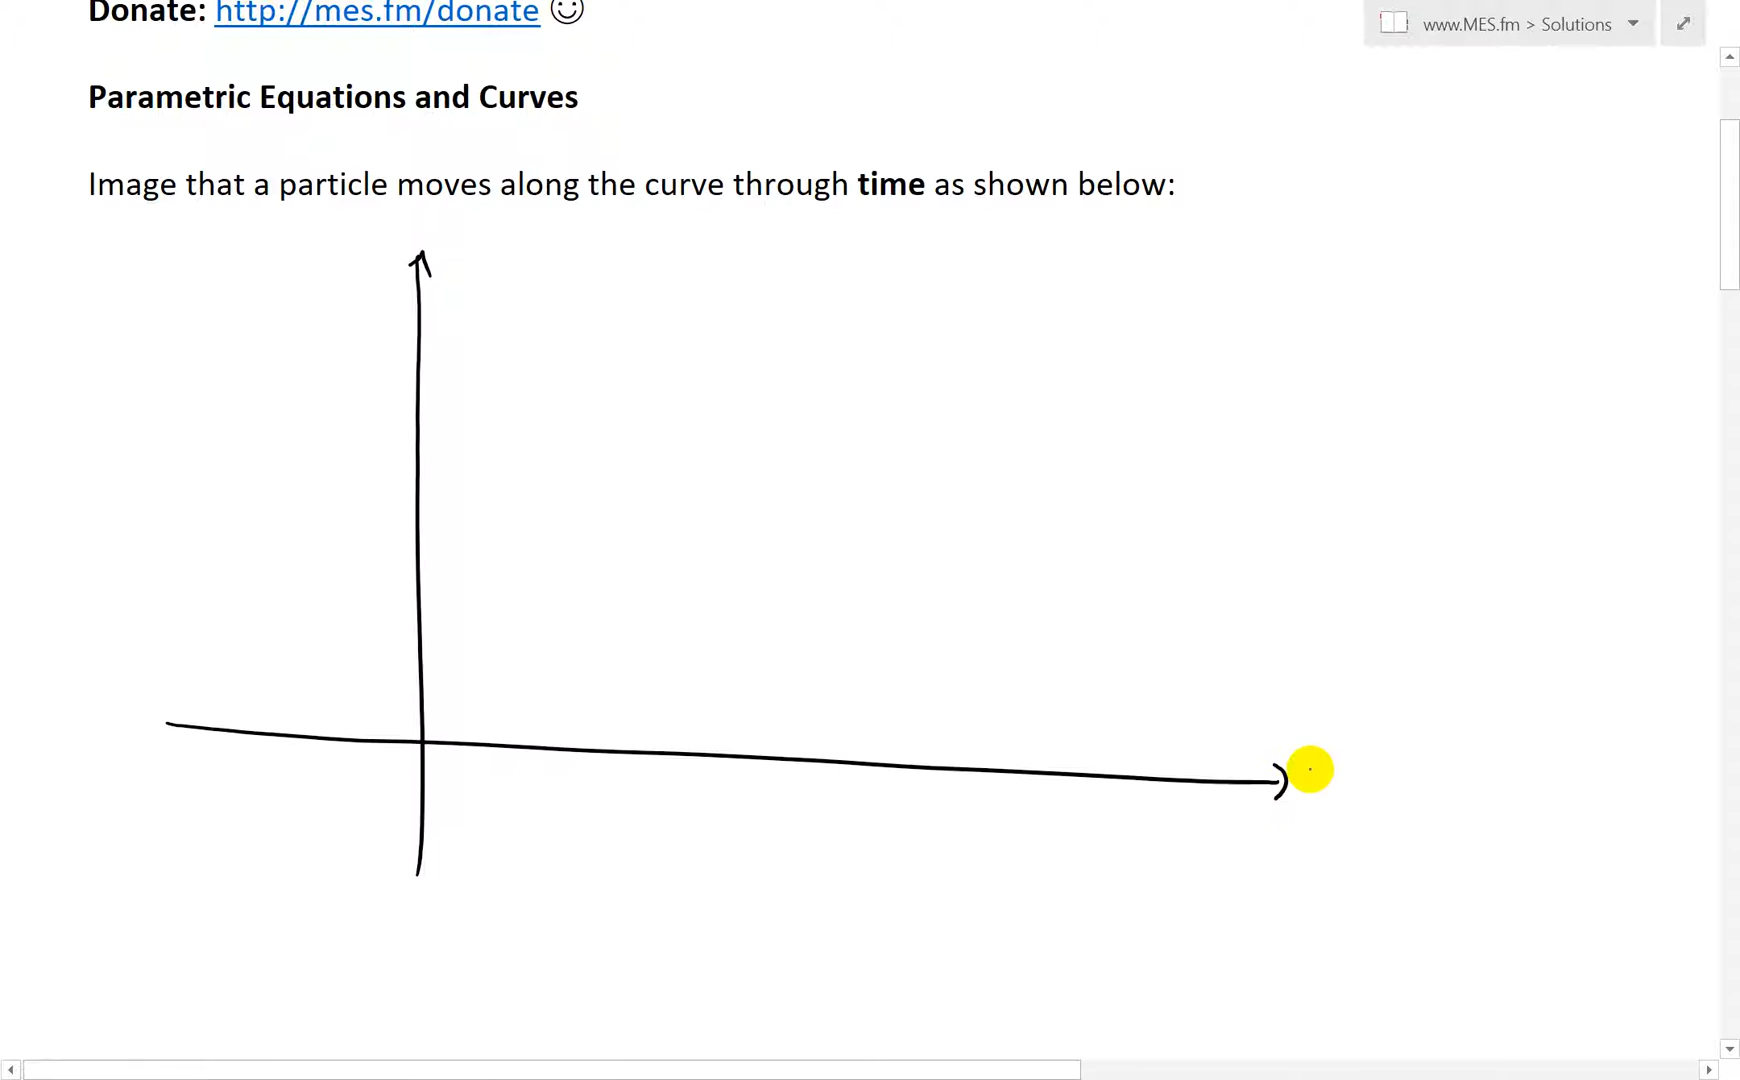 Donate: http://mes.fm/donate ☺
www.MES.fm > Solutions
Parametric Equations and Curves
Image that a particle moves along the curve through time as shown below: